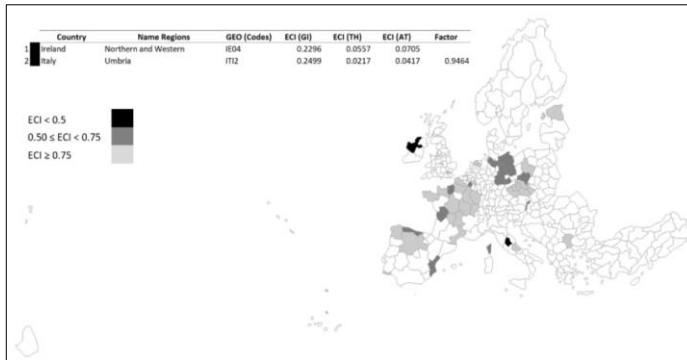 Country Name Regions GEO (Codes) ECI (GI) ECI (TH) ECI (AT) Factor
1 Ireland Northern and Western IE04 0.2296 0.0557 0.0705
2 Italy Umbria ITI2 0.2499 0.0217 0.0417 0.9464
ECI < 0.5
0.50 ≤ ECI < 0.75
ECI ≥ 0.75